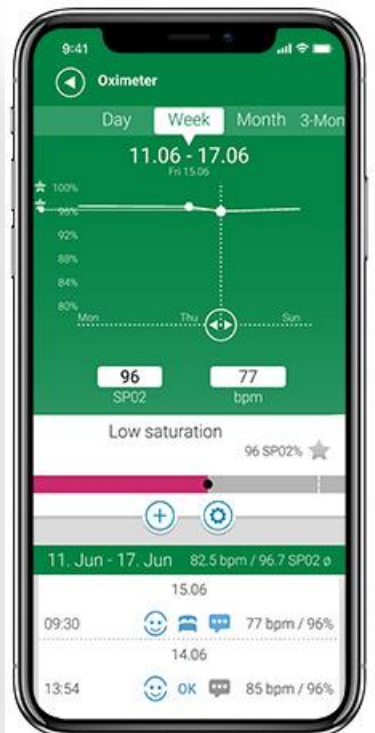 9:41
Oximeter
Day Week Month 3-Mon
11.06 - 17.06
Fri 15.06
100%
96%
92%
88%
84%
80%
Mon Thu Sun
96 77
SP02 bpm
Low saturation
96 SP02%
11. Jun - 17. Jun 82.5 bpm / 96.7 SP02 ø
15.06
09:30 77 bpm / 96%
14.06
13:54 OK 85 bpm / 96%